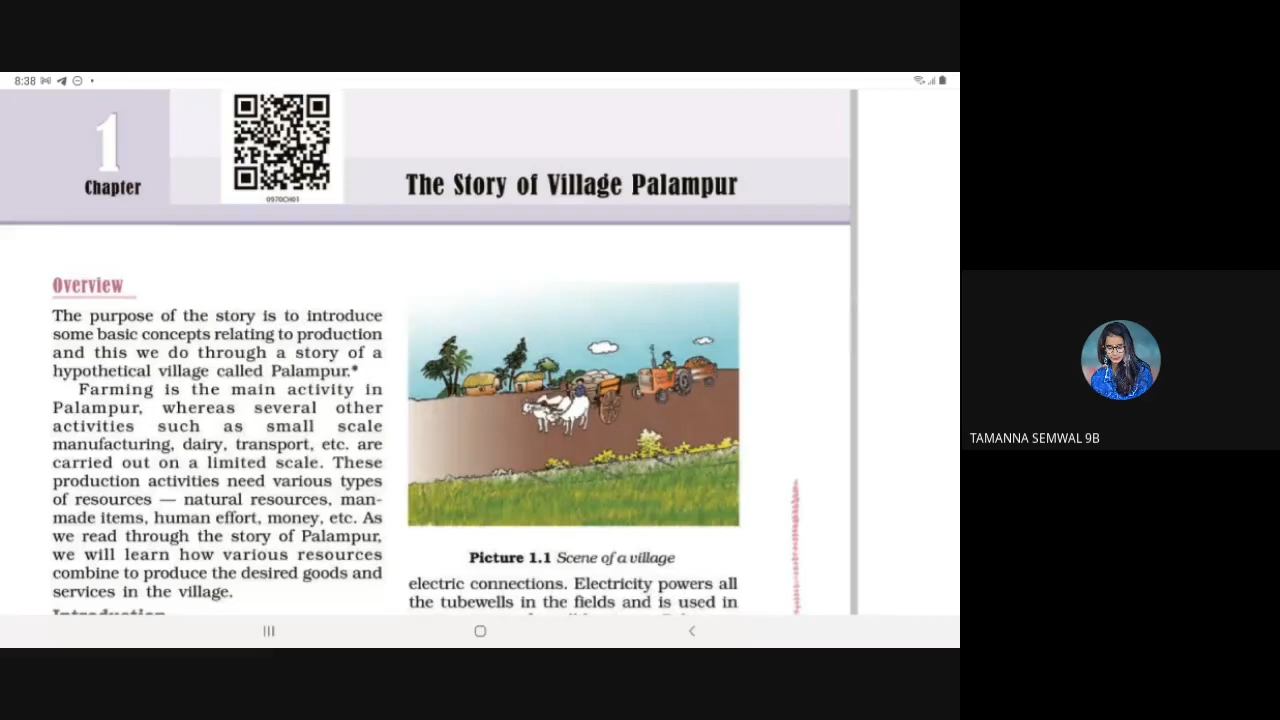 8:38
1
Chapter
0970CH01
The Story of Village Palampur
Overview
The purpose of the story is to introduce
some basic concepts relating to production
and this we do through a story of a
hypothetical village called Palampur.*
Farming is the main activity in
Palampur, whereas several other
activities such as small scale
manufacturing, dairy, transport, etc. are
carried out on a limited scale. These
production activities need various types
of resources — natural resources, man-
made items, human effort, money, etc. As
we read through the story of Palampur,
we will learn how various resources
combine to produce the desired goods and
services in the village.
Introduction
Picture 1.1 Scene of a village
electric connections. Electricity powers all
the tubewells in the fields and is used in
TAMANNA SEMWAL 9B